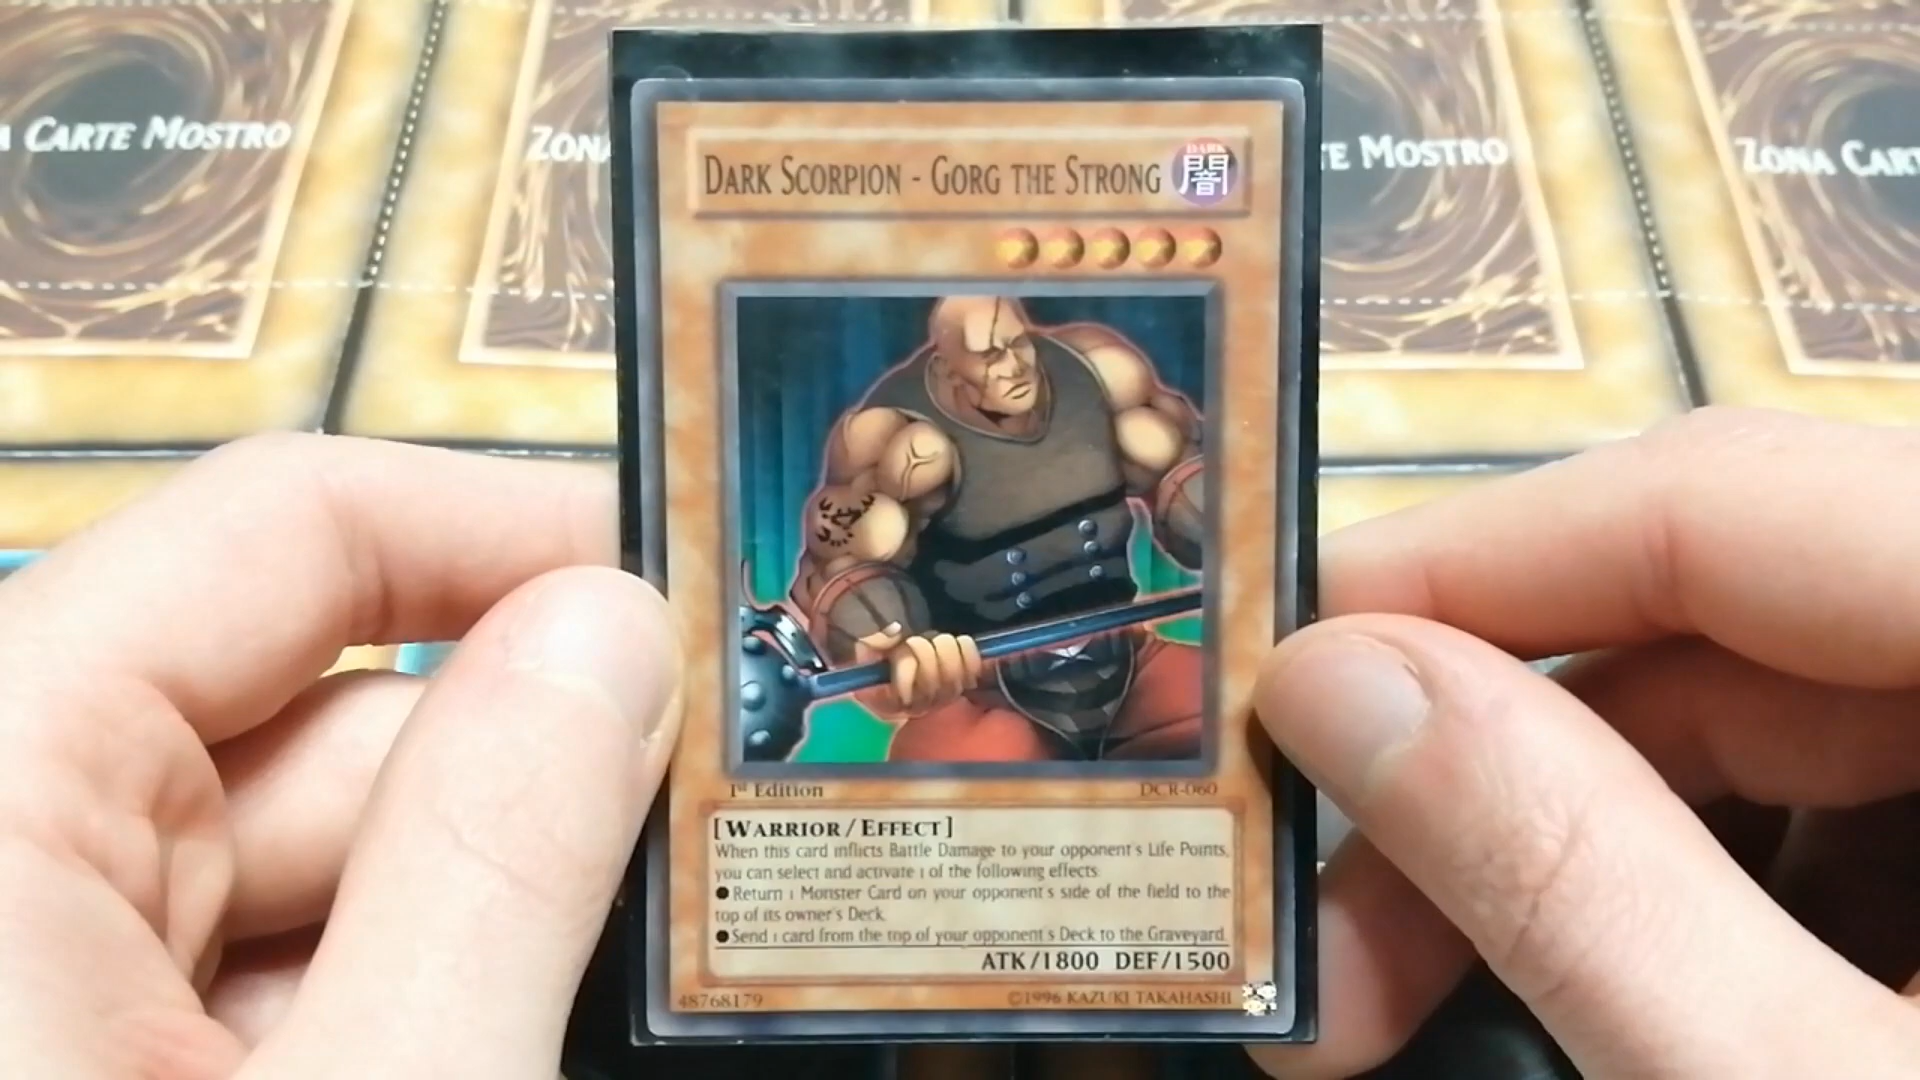 A CARTE MOSTRO
ZONA
TE MOSTRO
ZONA CART
DARK SCORPION - GORG THE STRONG
DARK
闇
1st Edition
DCR-060
[WARRIOR/EFFECT]
When this card inflicts Battle Damage to your opponent's Life Points,
you can select and activate 1 of the following effects:
●Return 1 Monster Card on your opponent's side of the field to the
top of its owner's Deck.
●Send 1 card from the top of your opponent's Deck to the Graveyard.
ATK/1800 DEF/1500
48768179
©1996 KAZUKI TAKAHASHI